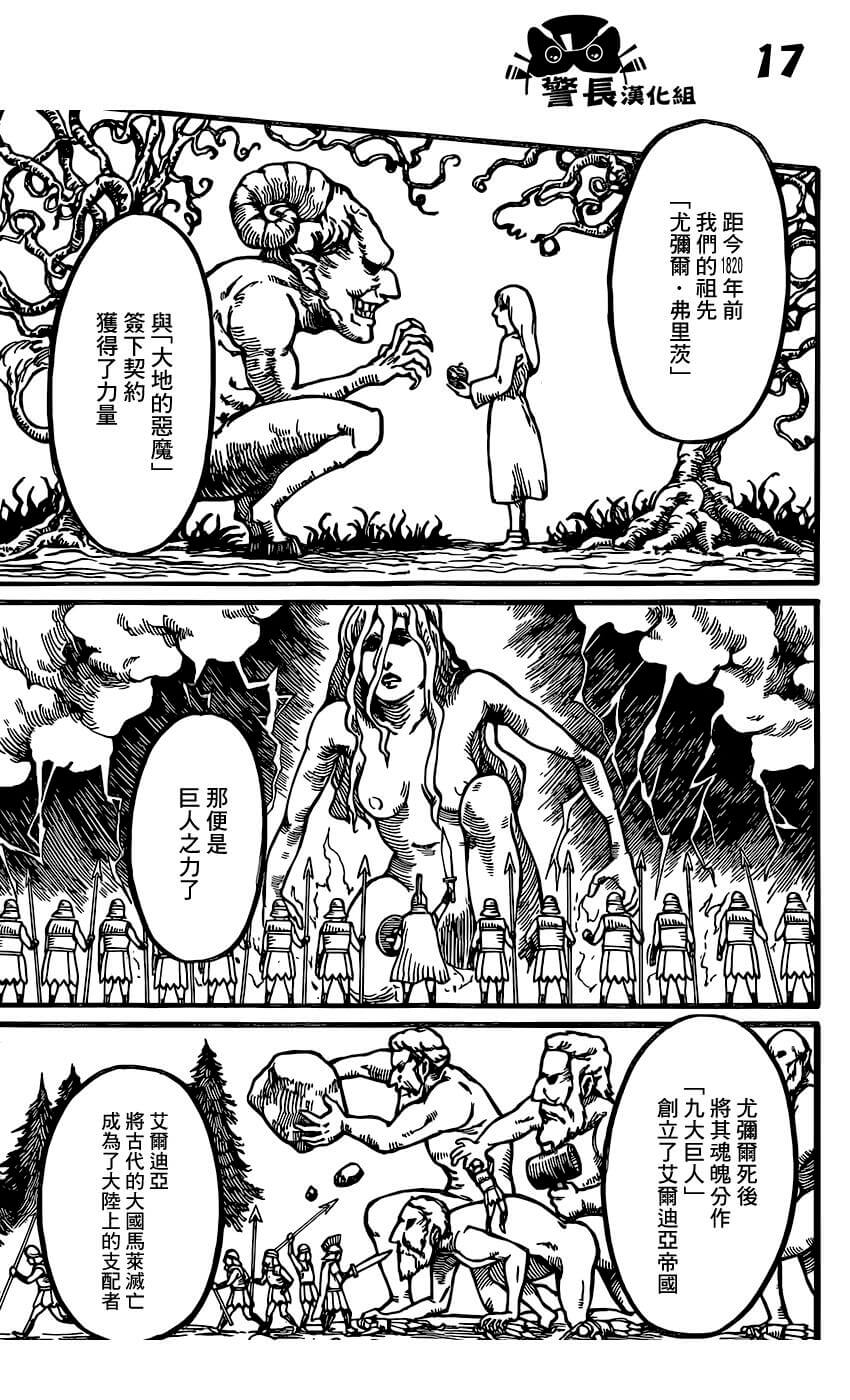 警長漢化組
17
距今1820年前
我們的祖先
「尤彌爾・弗里茨」
與「大地的惡魔」
簽下契約
獲得了力量
那便是
巨人之力了
尤彌爾死後
將其魂魄分作
「九大巨人」
創立了艾爾迪亞帝國
艾爾迪亞
將古代的大國馬萊滅亡
成為了大陸上的支配者